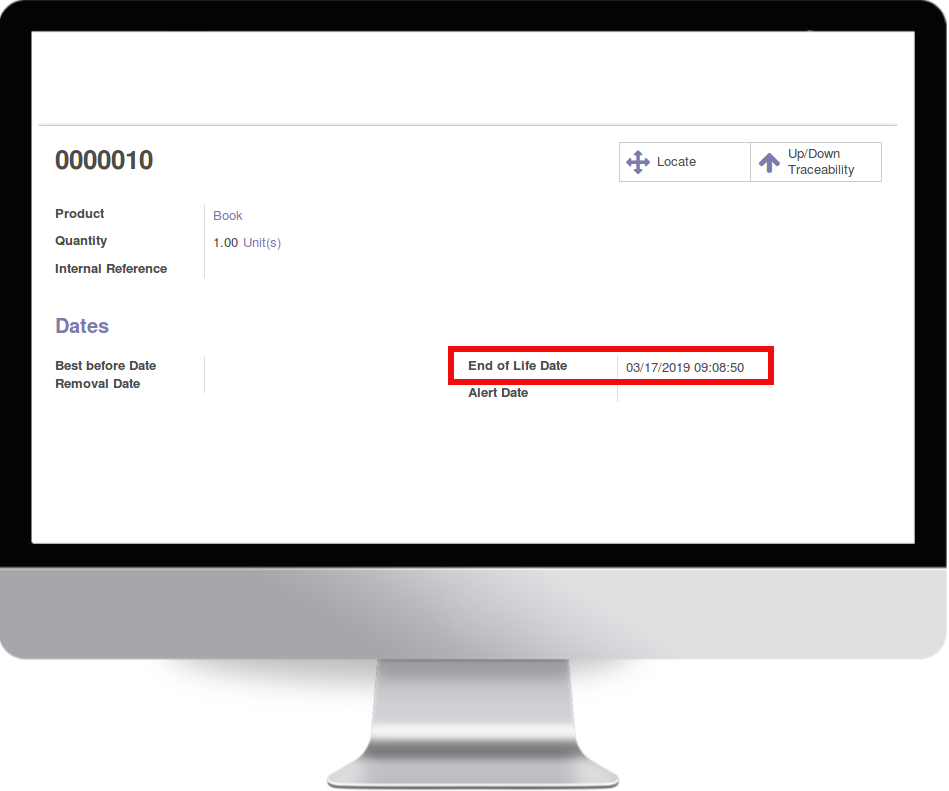 0000010
Locate
Up/Down
Traceability
Product
Book
Quantity
1.00 Unit(s)
Internal Reference
Dates
Best before Date
Removal Date
End of Life Date
03/17/2019 09:08:50
Alert Date